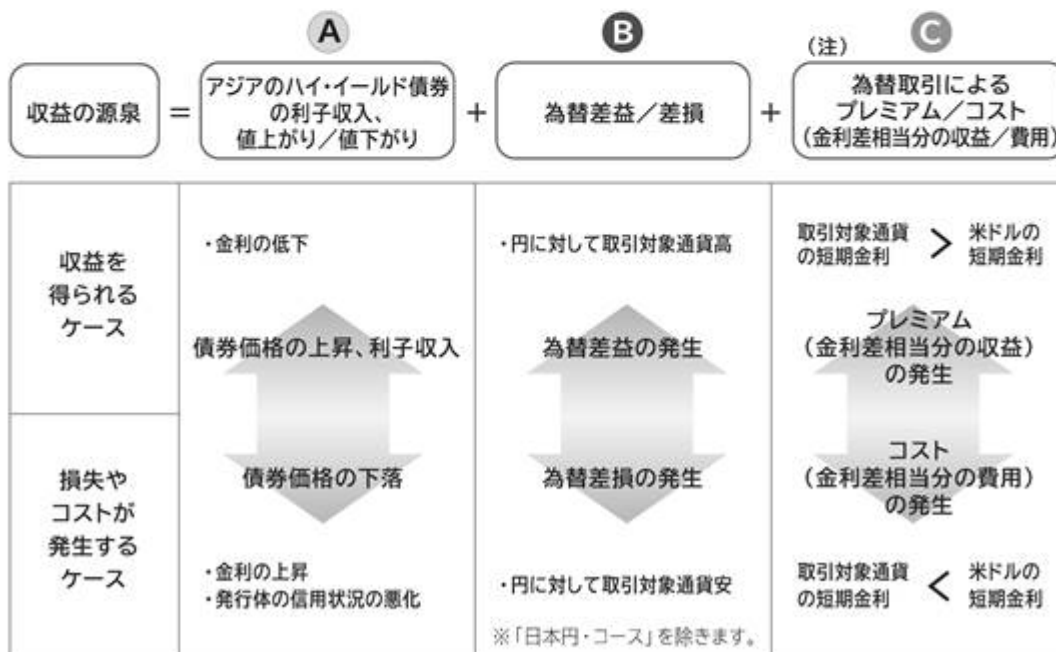 A
B
C
(注)
収益の源泉
=
アジアのハイ・イールド債券
の利子収入、
値上がり/値下がり
+
為替差益/差損
+
為替取引による
プレミアム/コスト
(金利差相当分の収益/費用)
収益を
得られる
ケース
・金利の低下
債券価格の上昇、利子収入
・円に対して取引対象通貨高
為替差益の発生
取引対象通貨
の短期金利
>
米ドルの
短期金利
プレミアム
(金利差相当分の収益)
の発生
損失や
コストが
発生する
ケース
債券価格の下落
・金利の上昇
・発行体の信用状況の悪化
為替差損の発生
・円に対して取引対象通貨安
※「日本円・コース」を除きます。
コスト
(金利差相当分の費用)
の発生
取引対象通貨
の短期金利
<
米ドルの
短期金利